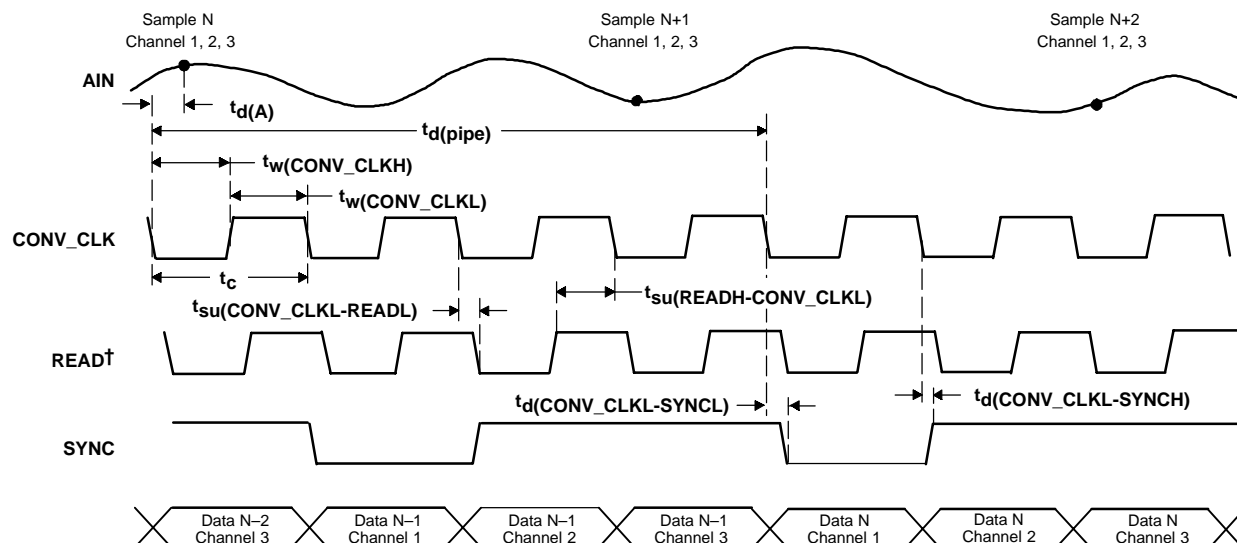 Sample N
Channel 1, 2, 3
Sample N+1
Channel 1, 2, 3
Sample N+2
Channel 1, 2, 3
AIN
td(A)
td(pipe)
tw(CONV_CLKH)
tw(CONV_CLKL)
CONV_CLK
tc
tsu(CONV_CLKL-READL)
tsu(READH-CONV_CLKL)
READ†
td(CONV_CLKL-SYNCL)
td(CONV_CLKL-SYNCH)
SYNC
Data N–2
Channel 3
Data N–1
Channel 1
Data N–1
Channel 2
Data N–1
Channel 3
Data N
Channel 1
Data N
Channel 2
Data N
Channel 3